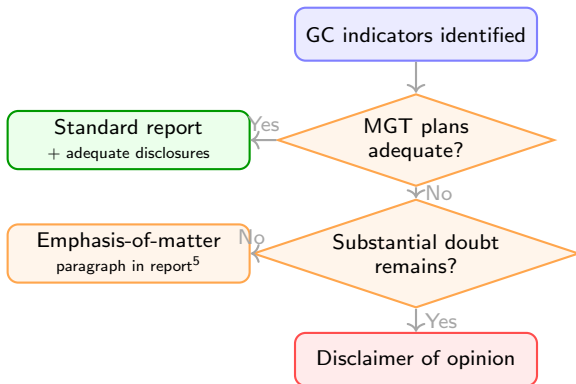 GC indicators identified
MGT plans
adequate?
Yes
Standard report
+ adequate disclosures
No
Substantial doubt
remains?
No
Emphasis-of-matter
paragraph in report⁵
Yes
Disclaimer of opinion